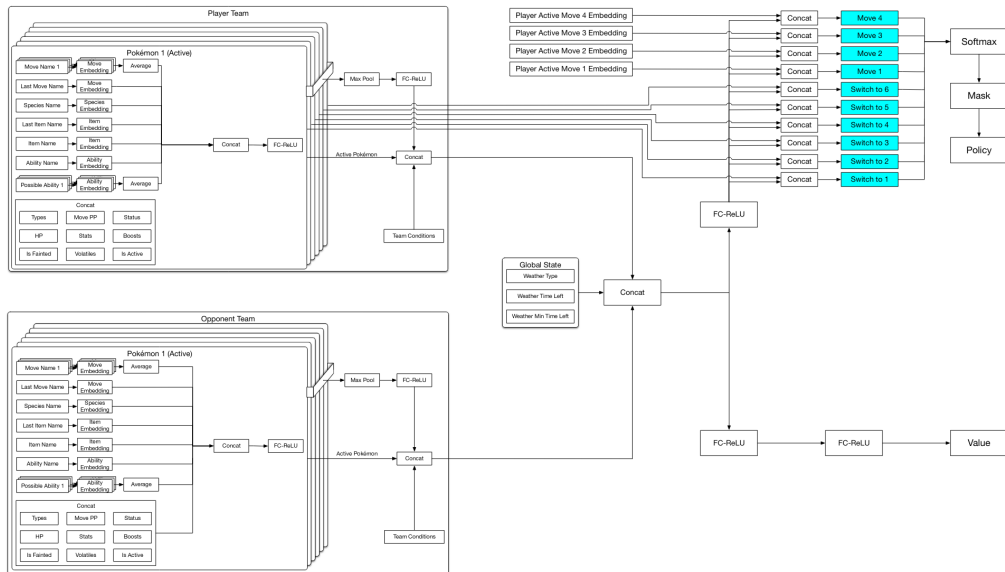 Player Team
Pokémon 1 (Active)
Move Name 1
Move Embedding
Average
Last Move Name
Move Embedding
Species Name
Species Embedding
Last Item Name
Item Embedding
Item Name
Item Embedding
Ability Name
Ability Embedding
Possible Ability 1
Ability Embedding
Average
Concat
FC-ReLU
Concat
Types
Move PP
Status
HP
Stats
Boosts
Is Fainted
Volatiles
Is Active
Max Pool
FC-ReLU
Active Pokémon
Concat
Team Conditions
Opponent Team
Pokémon 1 (Active)
Move Name 1
Move Embedding
Average
Last Move Name
Move Embedding
Species Name
Species Embedding
Last Item Name
Item Embedding
Item Name
Item Embedding
Ability Name
Ability Embedding
Possible Ability 1
Ability Embedding
Average
Concat
FC-ReLU
Concat
Types
Move PP
Status
HP
Stats
Boosts
Is Fainted
Volatiles
Is Active
Max Pool
FC-ReLU
Active Pokémon
Concat
Team Conditions
Global State
Weather Type
Weather Time Left
Weather Min Time Left
Concat
Player Active Move 4 Embedding
Concat
Move 4
Player Active Move 3 Embedding
Concat
Move 3
Player Active Move 2 Embedding
Concat
Move 2
Player Active Move 1 Embedding
Concat
Move 1
Concat
Switch to 6
Concat
Switch to 5
Concat
Switch to 4
Concat
Switch to 3
Concat
Switch to 2
Concat
Switch to 1
Softmax
Mask
Policy
FC-ReLU
FC-ReLU
FC-ReLU
Value